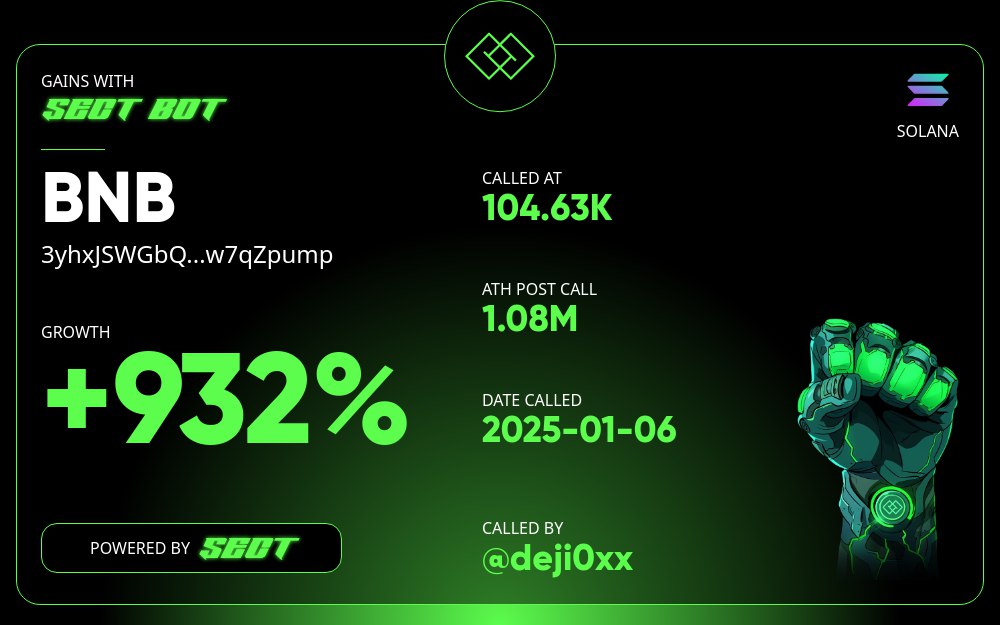 GAINS WITH
SECT BOT
SOLANA
BNB
3yhxJSWGbQ...w7qZpump
GROWTH
+932%
POWERED BY SECT
CALLED AT
104.63K
ATH POST CALL
1.08M
DATE CALLED
2025-01-06
CALLED BY
@deji0xx